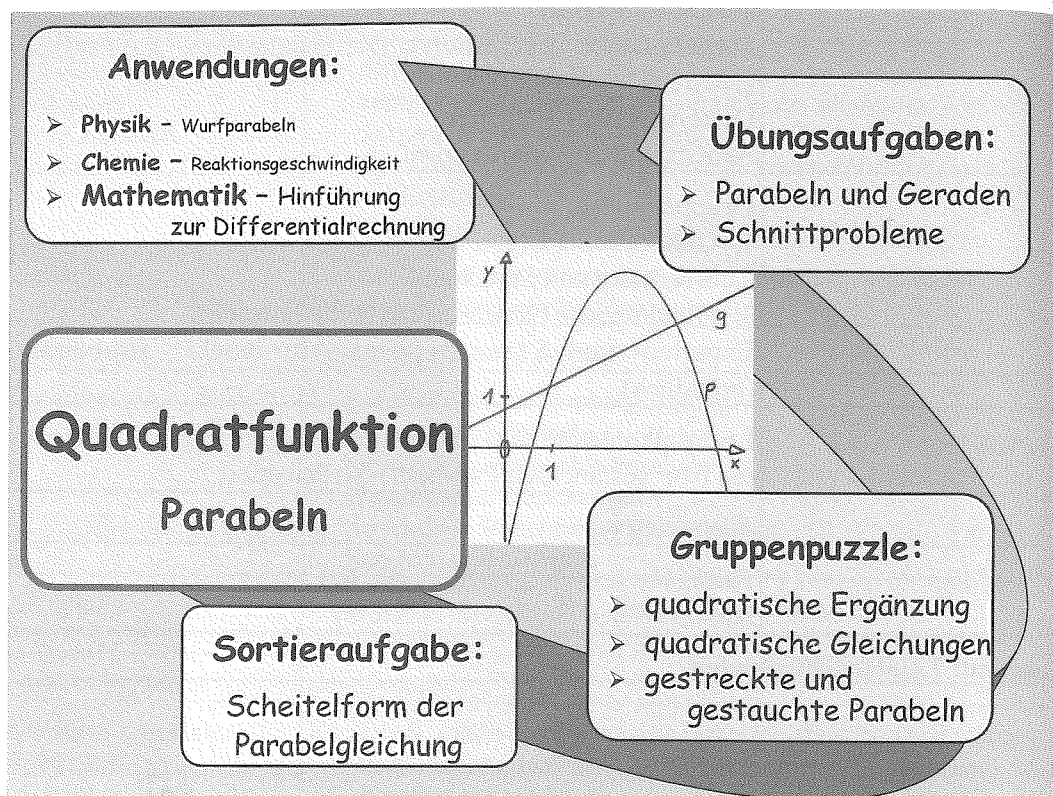 Anwendungen:
➢ Physik – Wurfparabeln
➢ Chemie – Reaktionsgeschwindigkeit
➢ Mathematik – Hinführung
zur Differentialrechnung
Übungsaufgaben:
➢ Parabeln und Geraden
➢ Schnittprobleme
y
g
1
P
0
x
1
Quadratfunktion
Parabeln
Gruppenpuzzle:
➢ quadratische Ergänzung
➢ quadratische Gleichungen
➢ gestreckte und
gestauchte Parabeln
Sortieraufgabe:
Scheitelform der
Parabelgleichung